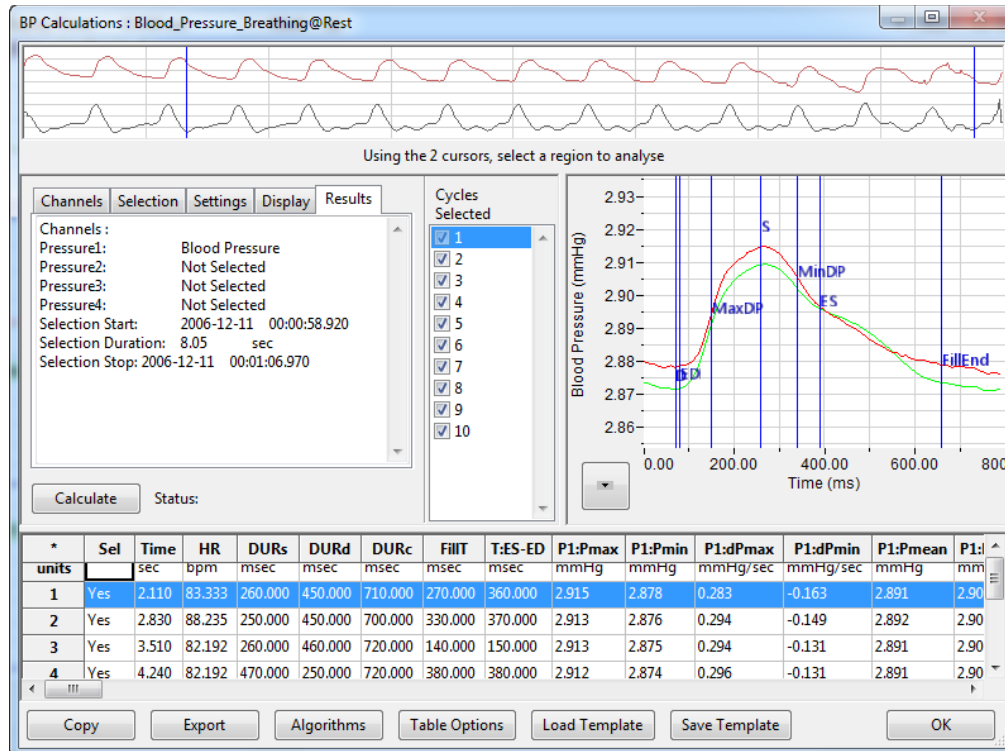 BP Calculations : Blood_Pressure_Breathing@Rest
Using the 2 cursors, select a region to analyse
Channels Selection Settings Display Results
Channels :
Pressure1: Blood Pressure
Pressure2: Not Selected
Pressure3: Not Selected
Pressure4: Not Selected
Selection Start: 2006-12-11 00:00:58.920
Selection Duration: 8.05 sec
Selection Stop: 2006-12-11 00:01:06.970
Calculate Status:
Cycles
Selected
1
2
3
4
5
6
7
8
9
10
Blood Pressure (mmHg)
2.93
2.92
2.91
2.90
2.89
2.88
2.87
2.86
S
MinDP
ES
MaxDP
ED
FillEnd
0.00 200.00 400.00 600.00 800
Time (ms)
* Sel Time HR DURs DURd DURc FillT T:ES-ED P1:Pmax P1:Pmin P1:dPmax P1:dPmin P1:Pmean P1:
units sec bpm msec msec msec msec msec mmHg mmHg mmHg/sec mmHg/sec mmHg mm
1 Yes 2.110 83.333 260.000 450.000 710.000 270.000 360.000 2.915 2.878 0.283 -0.163 2.891 2.90
2 Yes 2.830 88.235 250.000 450.000 700.000 330.000 370.000 2.913 2.876 0.294 -0.149 2.892 2.90
3 Yes 3.510 82.192 260.000 460.000 720.000 140.000 150.000 2.913 2.875 0.294 -0.131 2.891 2.90
4 Yes 4.240 82.192 470.000 250.000 720.000 380.000 380.000 2.912 2.874 0.296 -0.131 2.891 2.90
Copy Export Algorithms Table Options Load Template Save Template OK